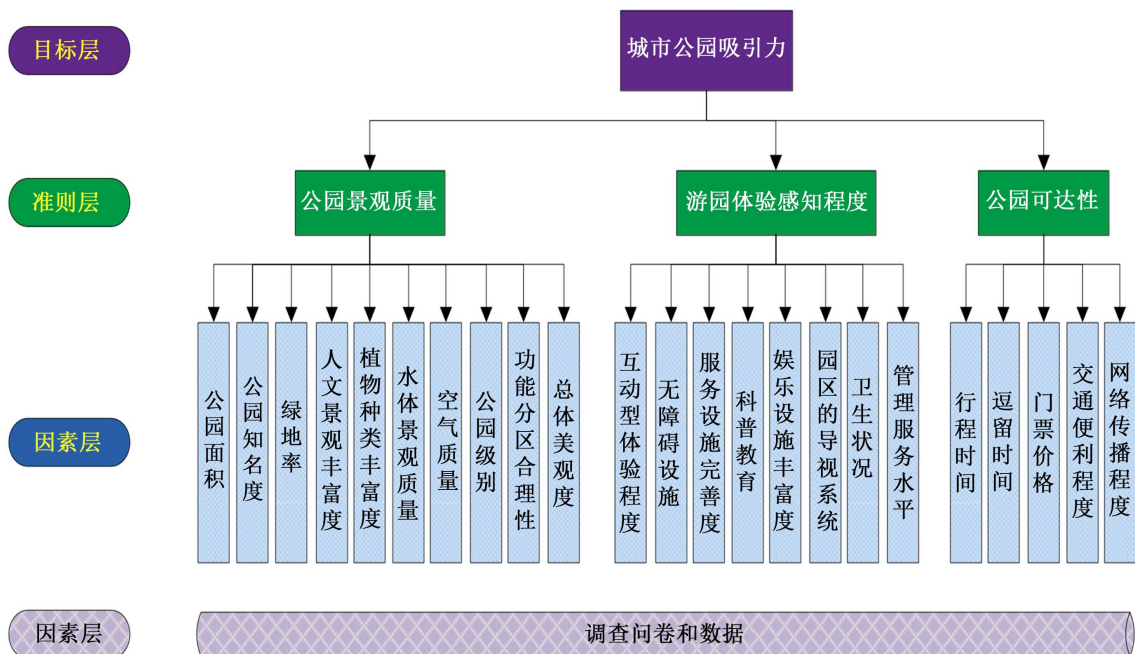 目标层
城市公园吸引力
准则层
公园景观质量
游园体验感知程度
公园可达性
因素层
公园面积
公园知名度
绿地率
人文景观丰富度
植物种类丰富度
水体景观质量
空气质量
公园级别
功能分区合理性
总体美观度
互动型体验程度
无障碍设施
服务设施完善度
科普教育
娱乐设施丰富度
园区的导视系统
卫生状况
管理服务水平
行程时间
逗留时间
门票价格
交通便利程度
网络传播程度
因素层
调查问卷和数据